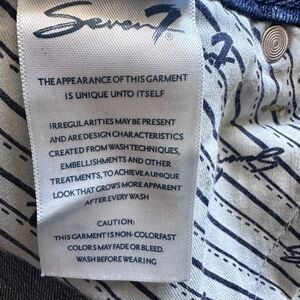 Seven7®
THE APPEARANCE OF THIS GARMENT
IS UNIQUE UNTO ITSELF
IRREGULARITIES MAY BE PRESENT
AND ARE DESIGN CHARACTERISTICS
CREATED FROM WASH TECHNIQUES,
EMBELLISHMENTS AND OTHER
TREATMENTS, TO ACHIEVE A UNIQUE
LOOK THAT GROWS MORE APPARENT
AFTER EVERY WASH
CAUTION:
THIS GARMENT IS NON-COLORFAST
COLORS MAY FADE OR BLEED.
WASH BEFORE WEARING